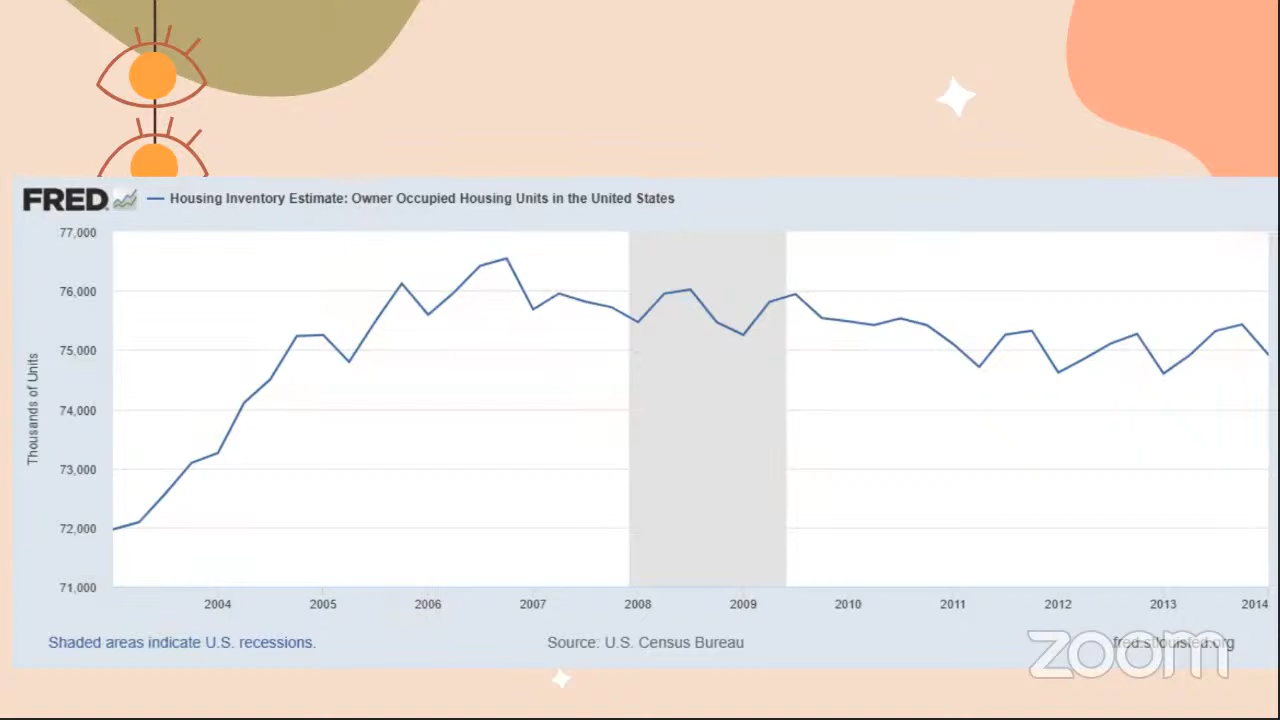 FRED
Housing Inventory Estimate: Owner Occupied Housing Units in the United States
77,000
76,000
75,000
74,000
73,000
72,000
71,000
Thousands of Units
2004 2005 2006 2007 2008 2009 2010 2011 2012 2013 2014
Shaded areas indicate U.S. recessions.
Source: U.S. Census Bureau
fred.stlouisfed.org
zoom